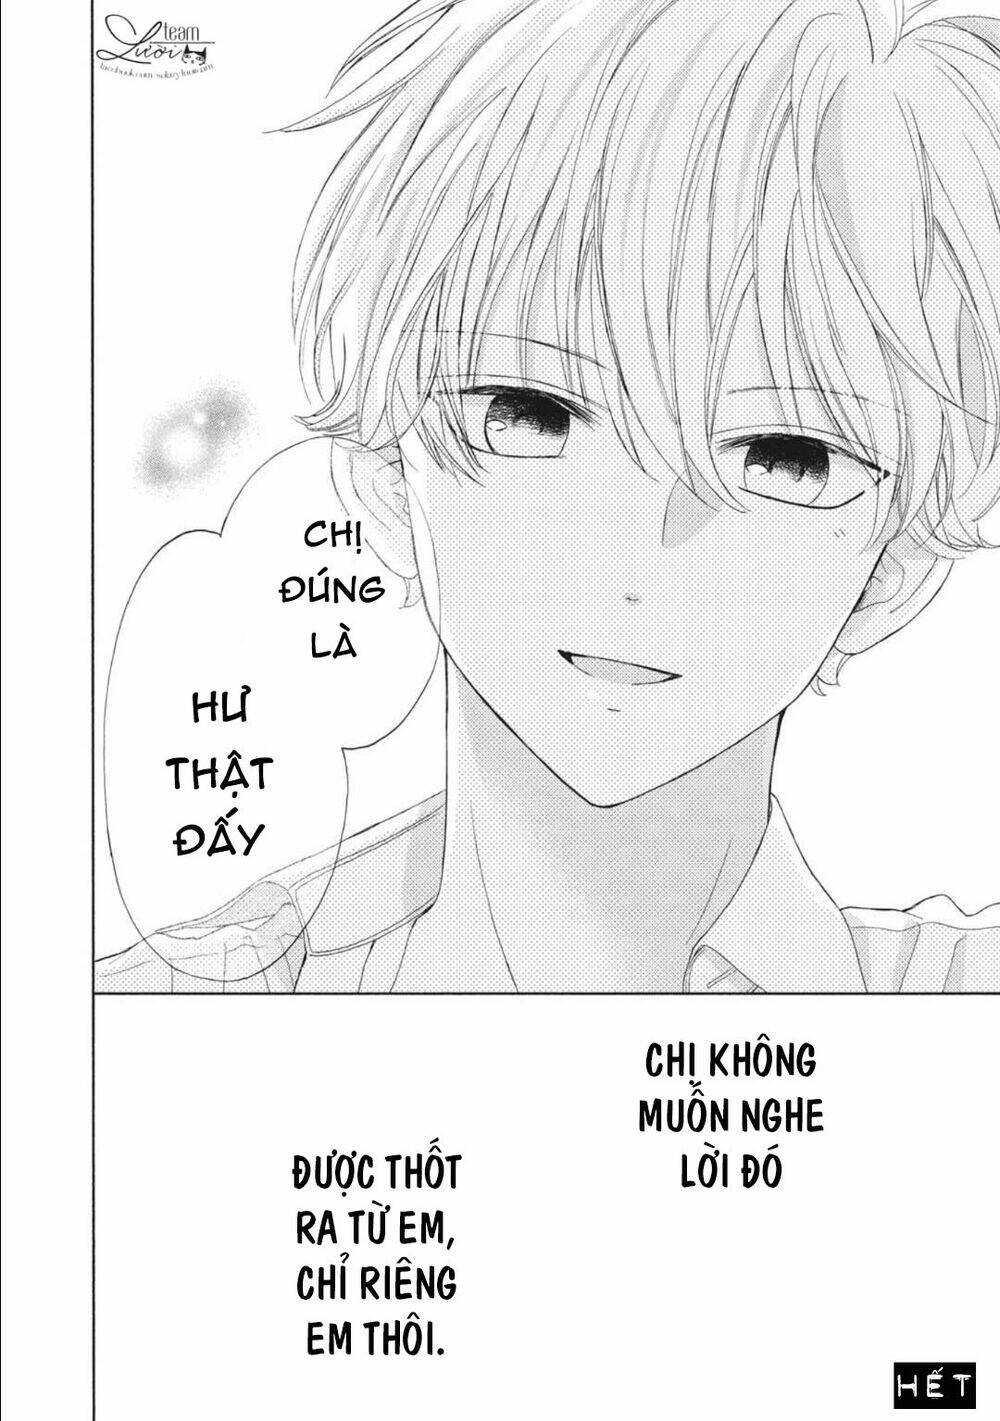 team
Lười
CHỊ
ĐÚNG
LÀ
HƯ
THẬT
ĐẤY
CHỊ KHÔNG
MUỐN NGHE
LỜI ĐÓ
ĐƯỢC THỐT
RA TỪ EM,
CHỈ RIÊNG
EM THÔI.
HẾT